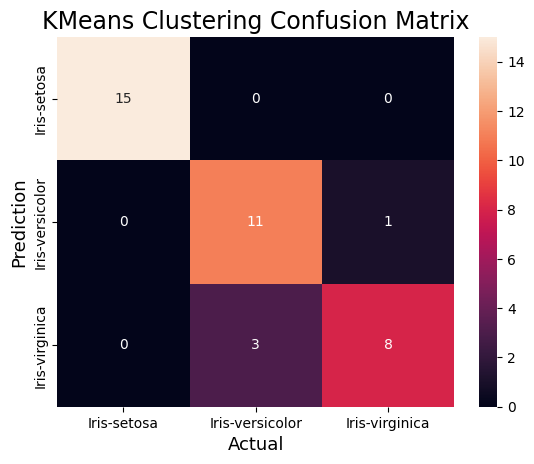 KMeans Clustering Confusion Matrix
Prediction
Iris-setosa
15 0 0
Iris-versicolor
0 11 1
Iris-virginica
0 3 8
Iris-setosa Iris-versicolor Iris-virginica
Actual
14
12
10
8
6
4
2
0